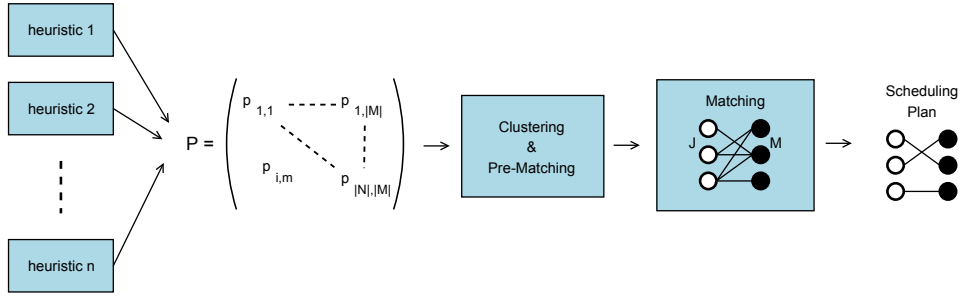 heuristic 1
heuristic 2
heuristic n
P =
p 1,1
p 1,|M|
p i,m
p |N|,|M|
Clustering
&
Pre-Matching
Matching
J
M
Scheduling
Plan